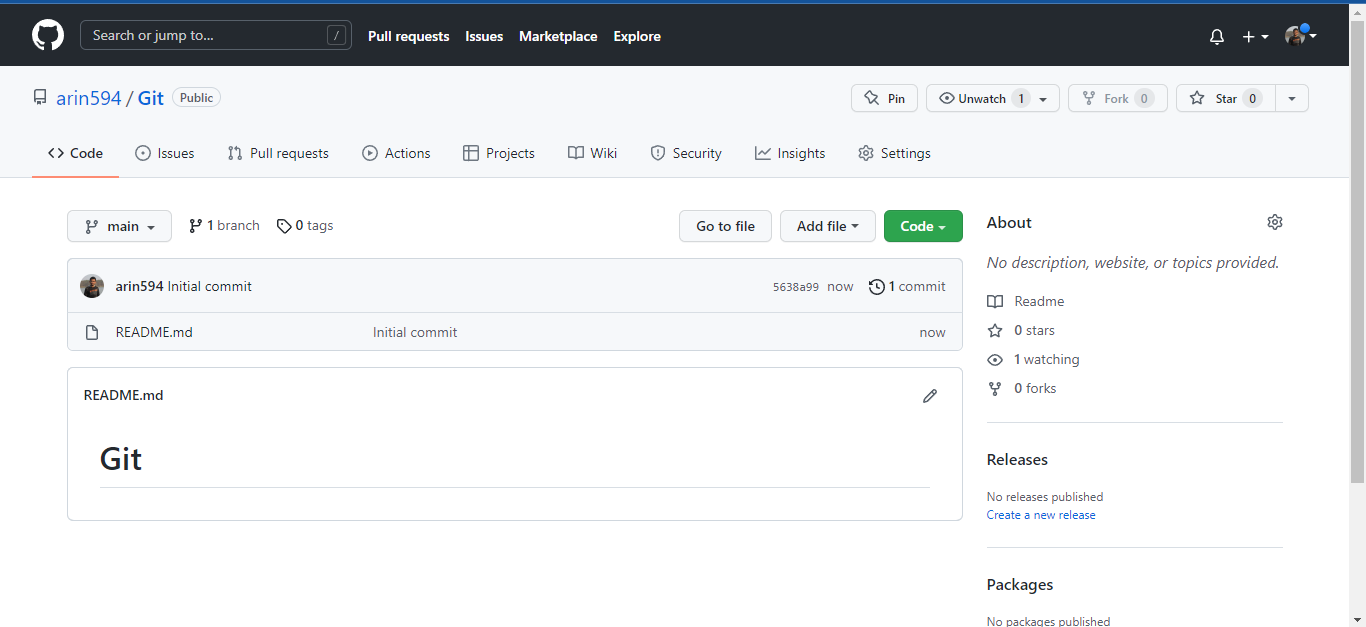 Search or jump to... / Pull requests Issues Marketplace Explore
arin594 / Git Public Pin Unwatch 1 Fork 0 Star 0
Code Issues Pull requests Actions Projects Wiki Insights Security Settings
main 1 branch 0 tags Go to file Add file Code
About
No description, website, or topics provided.
arin594 Initial commit 5638a99 now 1 commit
Readme
README.md Initial commit now
0 stars
1 watching
0 forks
README.md
Git
Releases
No releases published
Create a new release
Packages
No packages published